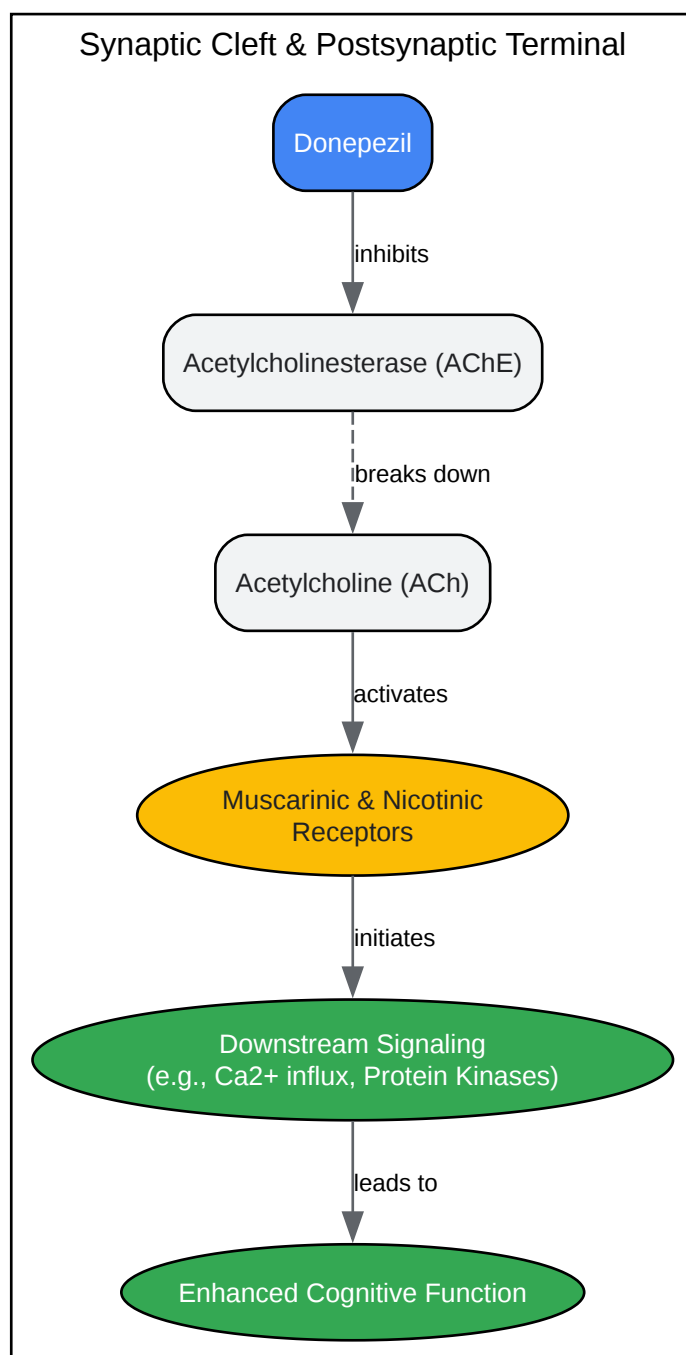 Synaptic Cleft & Postsynaptic Terminal
Donepezil
inhibits
Acetylcholinesterase (AChE)
breaks down
Acetylcholine (ACh)
activates
Muscarinic & Nicotinic
Receptors
initiates
Downstream Signaling
(e.g., Ca2+ influx, Protein Kinases)
leads to
Enhanced Cognitive Function